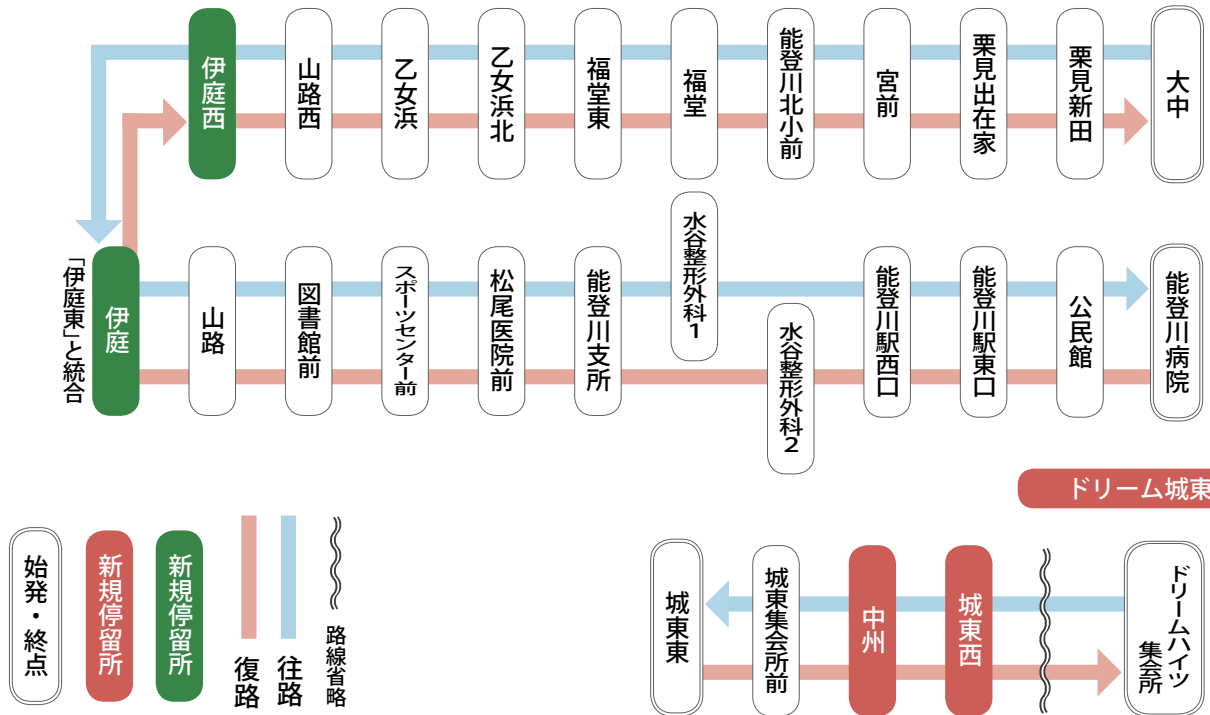 伊庭西
山路西
乙女浜
乙女浜北
福堂東
福堂
能登川北小前
宮前
栗見出在家
栗見新田
大中
「伊庭東」と統合
伊庭
山路
図書館前
スポーツセンター前
松尾医院前
能登川支所
水谷整形外科1
水谷整形外科2
能登川駅西口
能登川駅東口
公民館
能登川病院
ドリーム城東
始発・終点
新規停留所
新規停留所
復路
往路
路線省略
城東東
城東集会所前
中州
城東西
ドリームハイツ
集会所